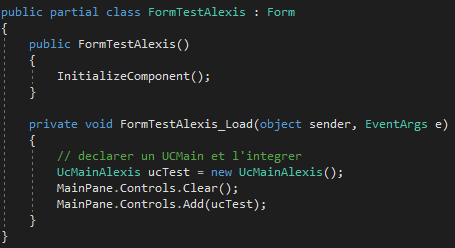 public partial class FormTestAlexis : Form
{
public FormTestAlexis()
{
InitializeComponent();
}
private void FormTestAlexis_Load(object sender, EventArgs e)
{
// declarer un UCMain et l'integrer
UcMainAlexis ucTest = new UcMainAlexis();
MainPane.Controls.Clear();
MainPane.Controls.Add(ucTest);
}
}